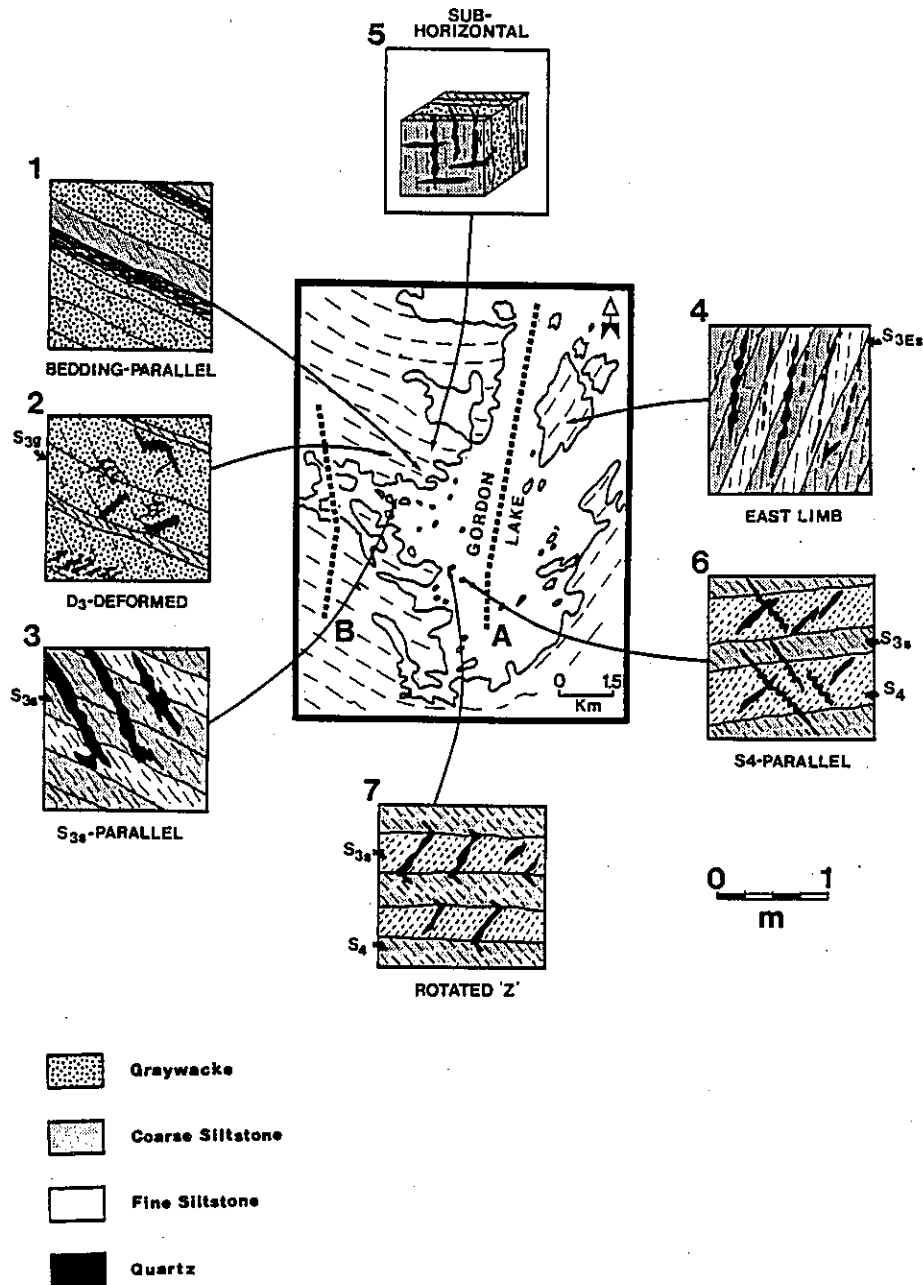 SUB-
HORIZONTAL
5
1
BEDDING-PARALLEL
2
S3g
D3-DEFORMED
3
S3s
S3s-PARALLEL
4
S3Es
EAST LIMB
6
S3s
S4
S4-PARALLEL
GORDON
LAKE
B
A
0 1.5
Km
7
S3s
S4
ROTATED 'Z'
0 1
m
Graywacke
Coarse Siltstone
Fine Siltstone
Quartz